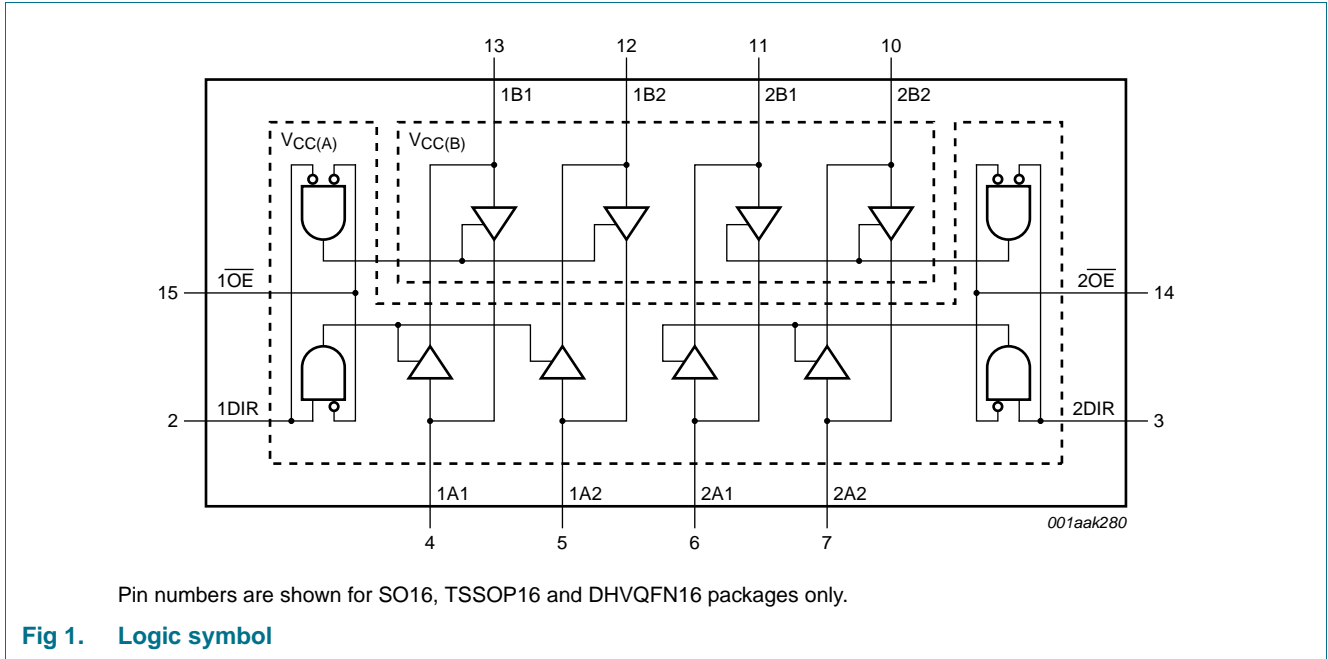 13 12 11 10
1B1 1B2 2B1 2B2
VCC(A) VCC(B)
15 1O̅E̅ 2O̅E̅ 14
2 1DIR 2DIR 3
1A1 1A2 2A1 2A2
001aak280
4 5 6 7
Pin numbers are shown for SO16, TSSOP16 and DHVQFN16 packages only.
Fig 1. Logic symbol